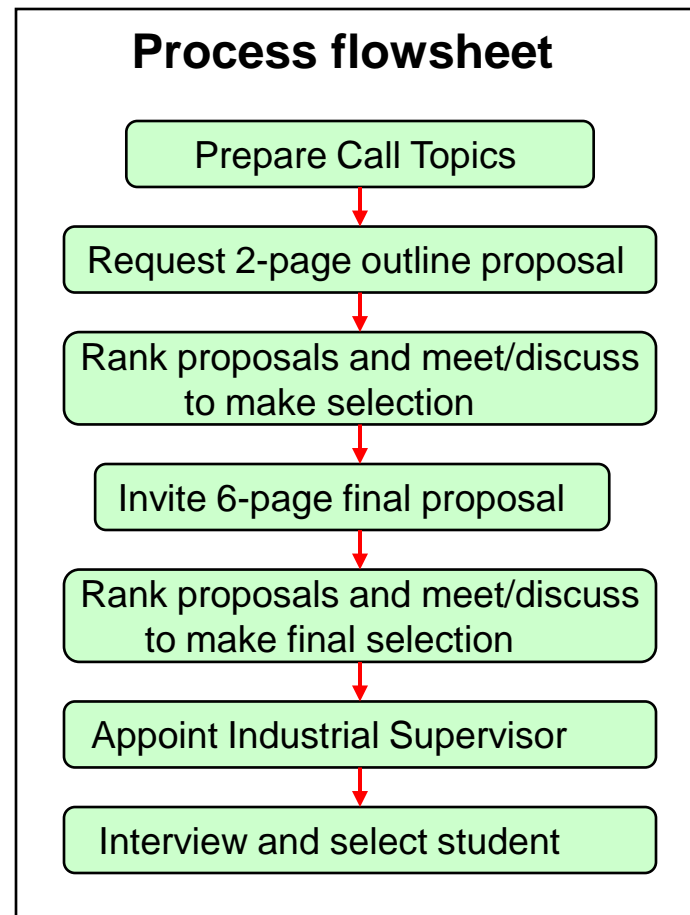 Process flowsheet
Prepare Call Topics
Request 2-page outline proposal
Rank proposals and meet/discuss
to make selection
Invite 6-page final proposal
Rank proposals and meet/discuss
to make final selection
Appoint Industrial Supervisor
Interview and select student